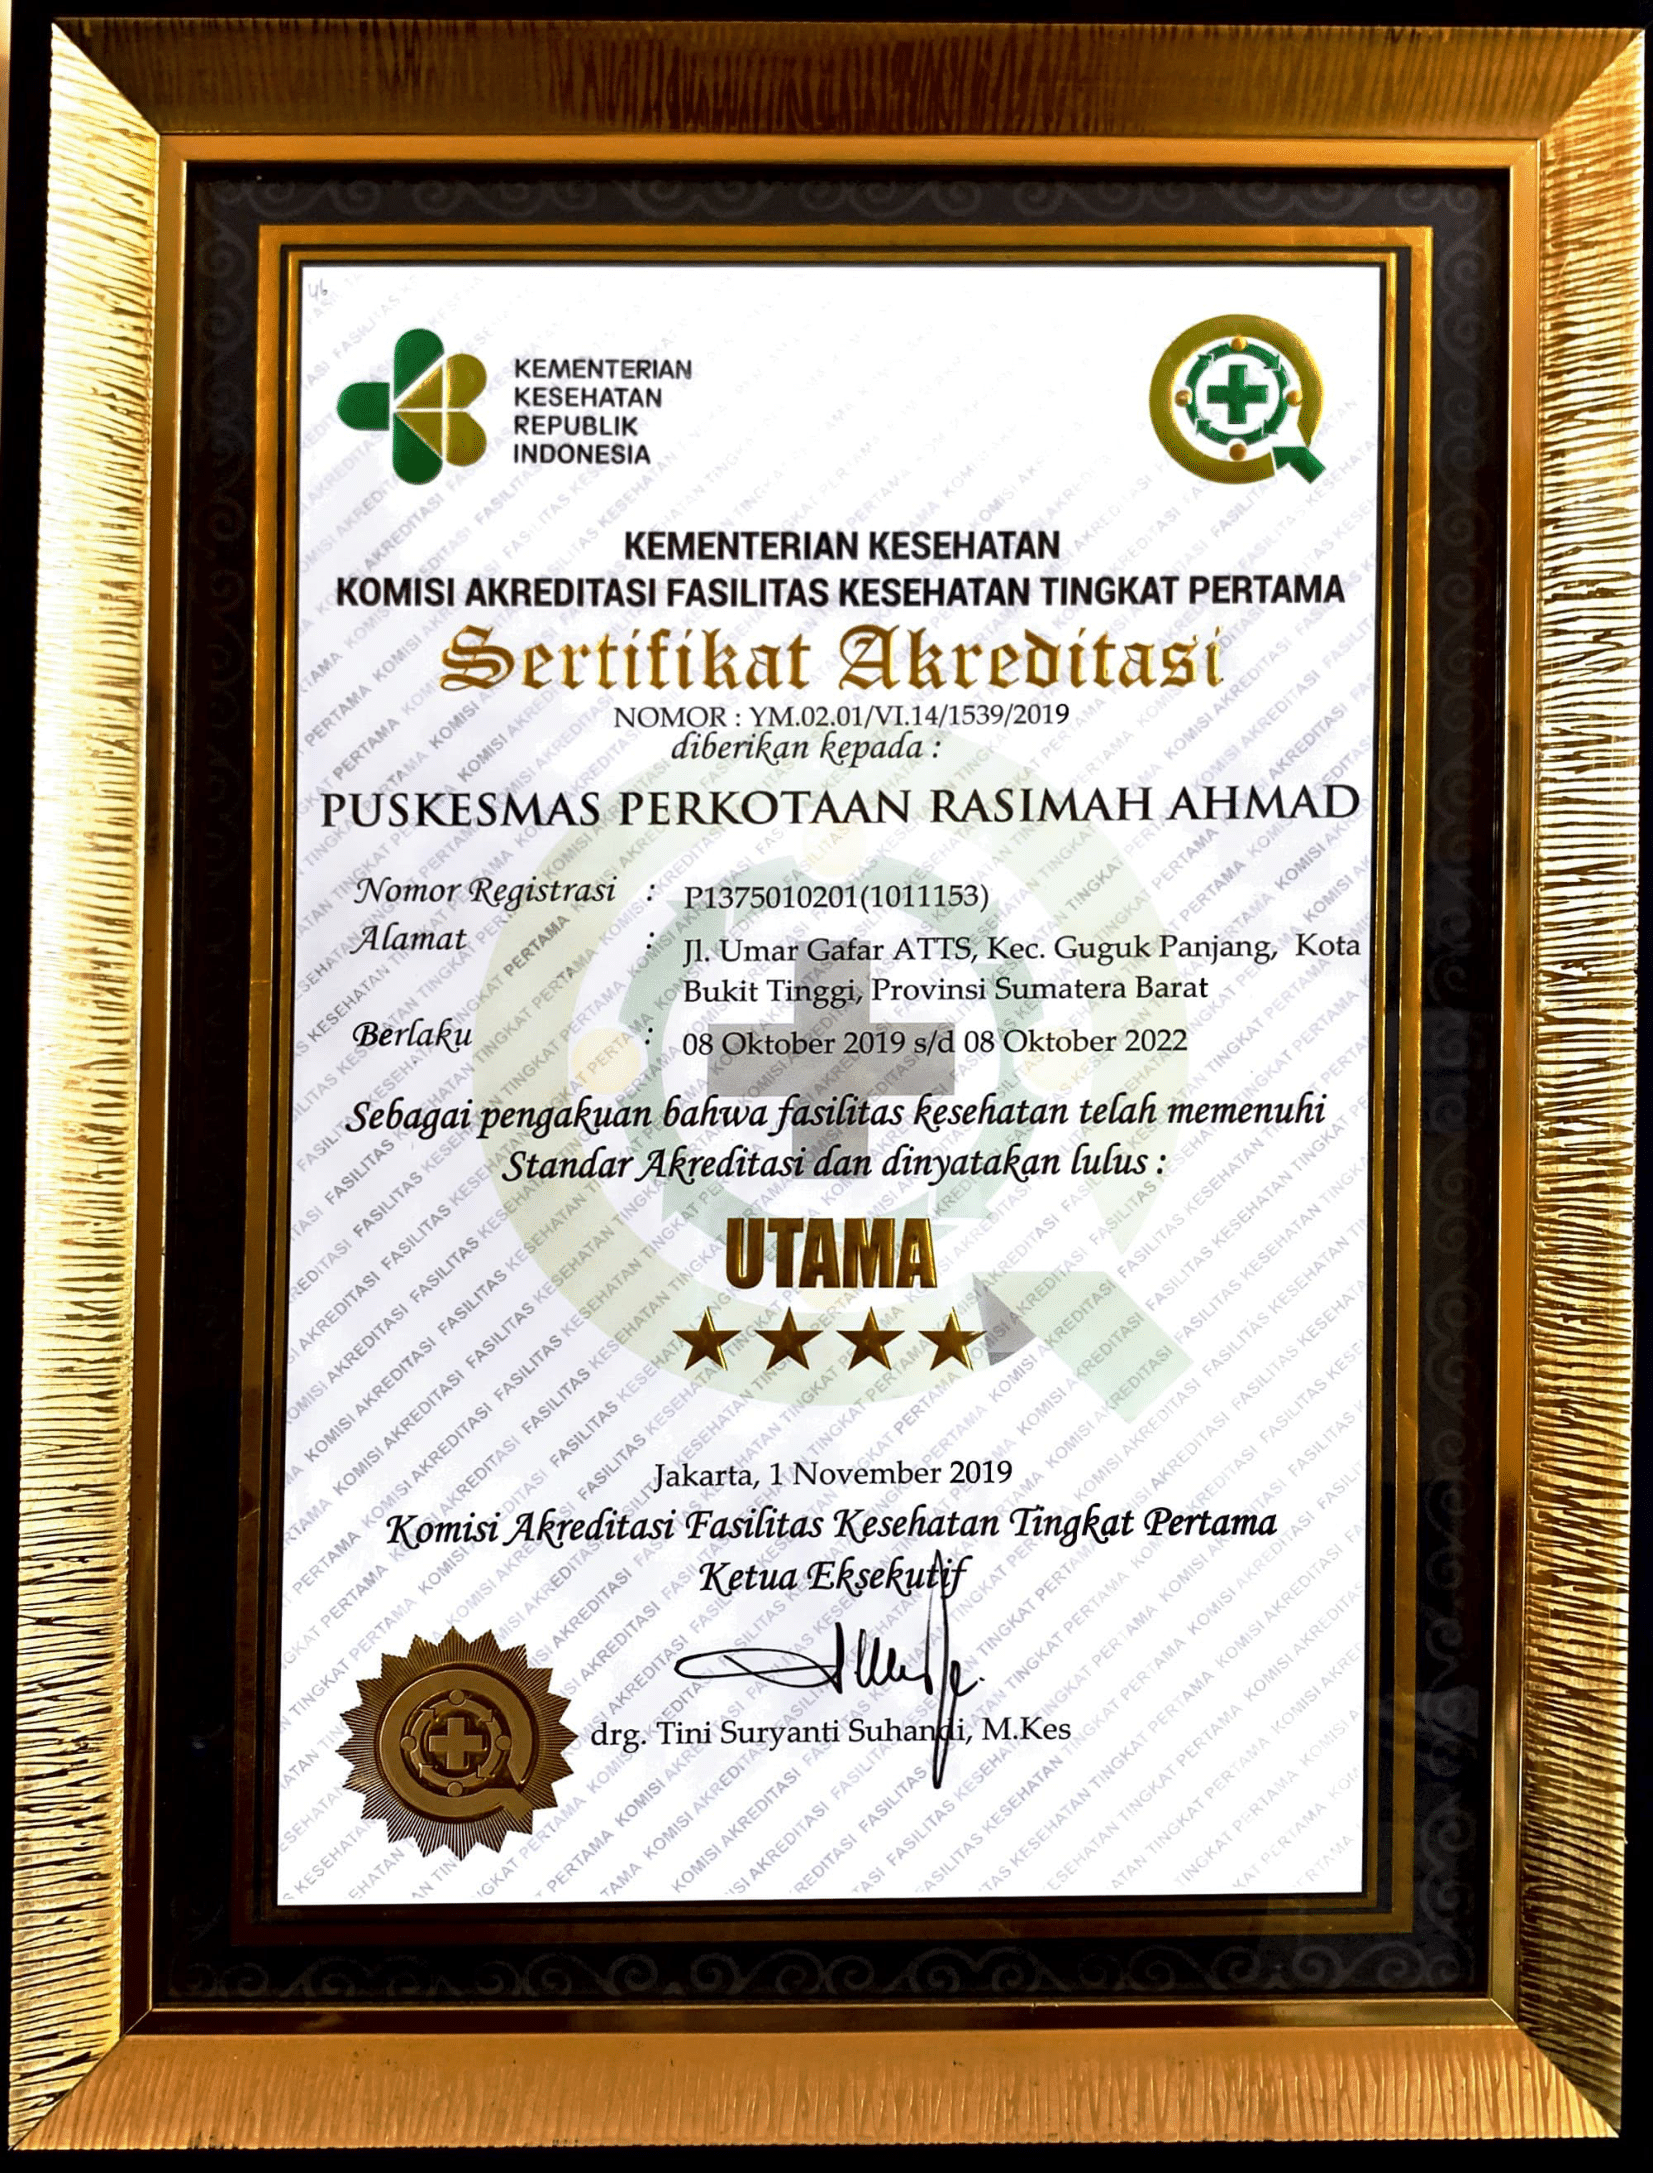 46
KEMENTERIAN
KESEHATAN
REPUBLIK
INDONESIA
KEMENTERIAN KESEHATAN
KOMISI AKREDITASI FASILITAS KESEHATAN TINGKAT PERTAMA
Sertifikat Akreditasi
NOMOR : YM.02.01/VI.14/1539/2019
diberikan kepada :
PUSKESMAS PERKOTAAN RASIMAH AHMAD
Nomor Registrasi : P1375010201(1011153)
Alamat : Jl. Umar Gafar ATTS, Kec. Guguk Panjang, Kota
Bukit Tinggi, Provinsi Sumatera Barat
Berlaku : 08 Oktober 2019 s/d 08 Oktober 2022
Sebagai pengakuan bahwa fasilitas kesehatan telah memenuhi
Standar Akreditasi dan dinyatakan lulus :
UTAMA
Jakarta, 1 November 2019
Komisi Akreditasi Fasilitas Kesehatan Tingkat Pertama
Ketua Eksekutif
drg. Tini Suryanti Suhandi, M.Kes